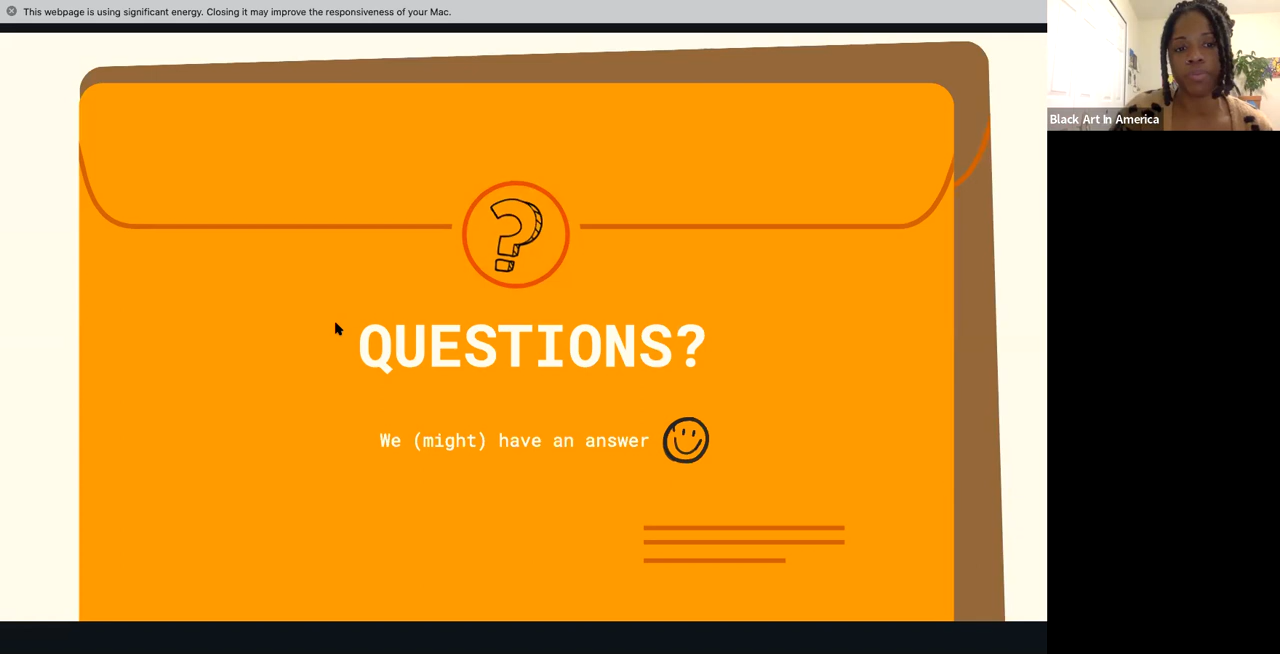 This webpage is using significant energy. Closing it may improve the responsiveness of your Mac.
Black Art In America
?
QUESTIONS?
We (might) have an answer